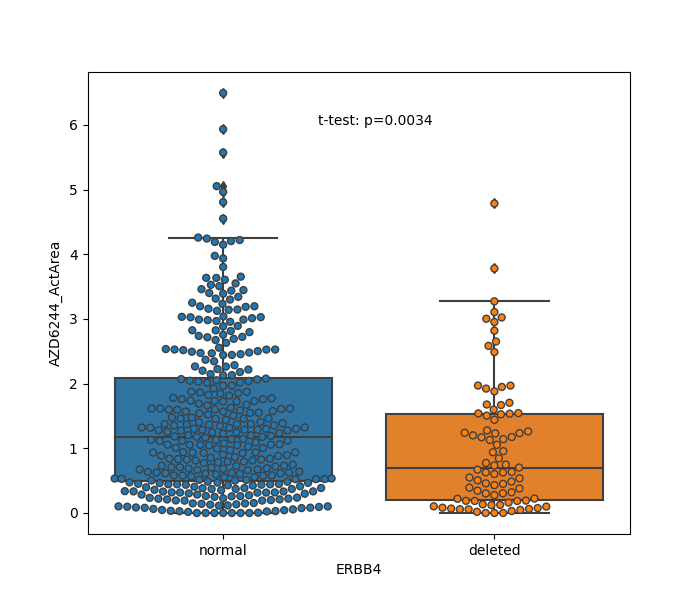 t-test: p=0.0034
6
5
4
3
2
1
0
AZD6244_ActArea
normal
deleted
ERBB4